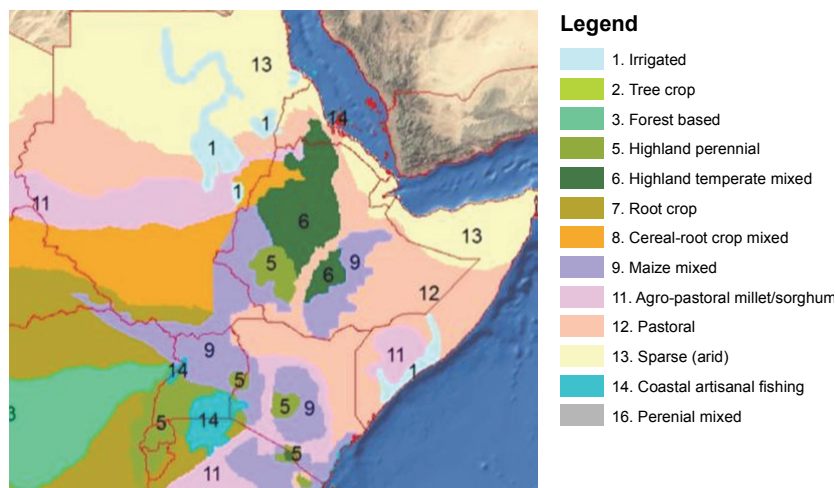 Legend
1. Irrigated
2. Tree crop
3. Forest based
5. Highland perennial
6. Highland temperate mixed
7. Root crop
8. Cereal-root crop mixed
9. Maize mixed
11. Agro-pastoral millet/sorghum
12. Pastoral
13. Sparse (arid)
14. Coastal artisanal fishing
16. Perenial mixed
13
14
1
1
1
11
6
5
6
9
13
12
9
11
1
14
5
3
5
9
14
5
5
11